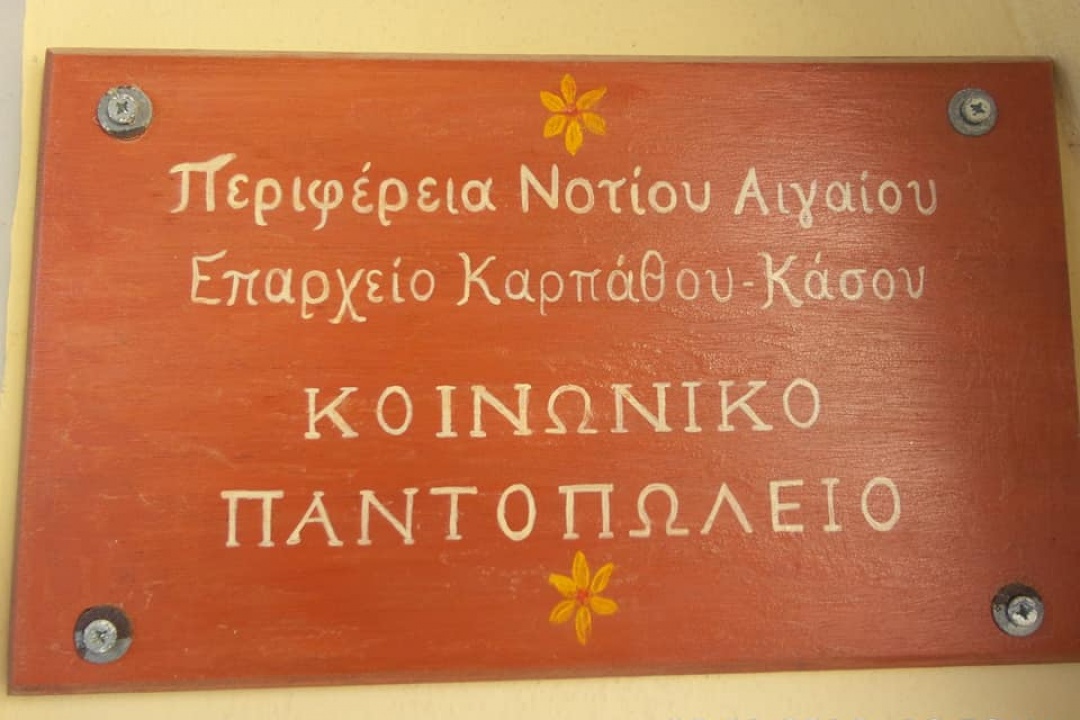 Περιφέρεια Νοτίου Αιγαίου
Επαρχείο Καρπάθου-Κάσου
ΚΟΙΝΩΝΙΚΟ
ΠΑΝΤΟΠΩΛΕΙΟ